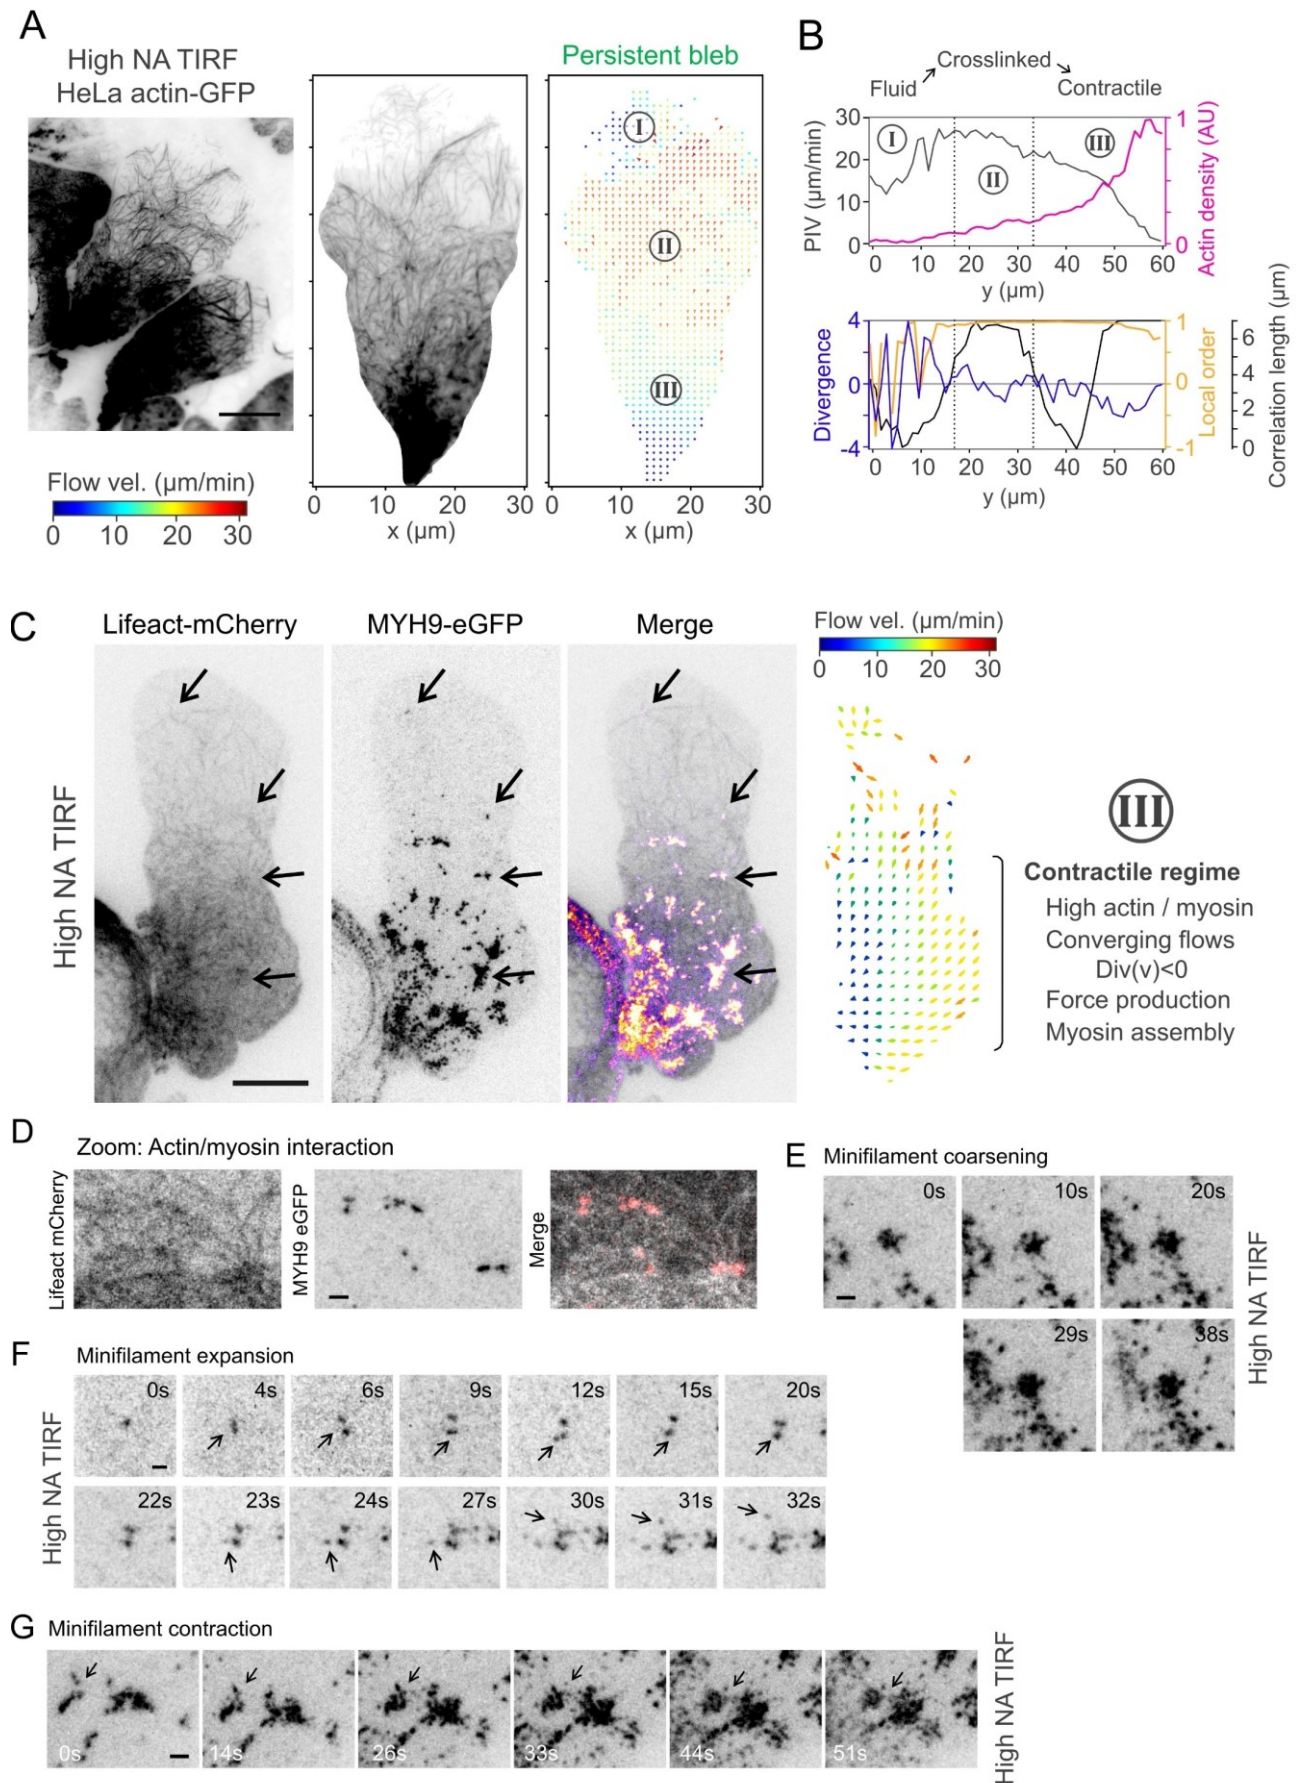 A
High NA TIRF
HeLa actin-GFP
Persistent bleb
I
II
III
Flow vel. (µm/min)
0 10 20 30
0 10 20 30
x (µm)
0 10 20 30
x (µm)
B
Fluid
Crosslinked
Contractile
30
20
10
0
PIV (µm/min)
I
II
III
1
0
Actin density (AU)
0 10 20 30 40 50 60
y (µm)
4
0
-4
Divergence
1
0
-1
Local order
6
4
2
0
Correlation length (µm)
0 10 20 30 40 50 60
y (µm)
C
Lifeact-mCherry
MYH9-eGFP
Merge
High NA TIRF
Flow vel. (µm/min)
0 10 20 30
III
Contractile regime
High actin / myosin
Converging flows
Div(v)<0
Force production
Myosin assembly
D
Zoom: Actin/myosin interaction
Lifeact mCherry
MYH9 eGFP
Merge
E
Minifilament coarsening
0s
10s
20s
29s
38s
High NA TIRF
F
Minifilament expansion
High NA TIRF
0s
4s
6s
9s
12s
15s
20s
22s
23s
24s
27s
30s
31s
32s
G
Minifilament contraction
0s
14s
26s
33s
44s
51s
High NA TIRF